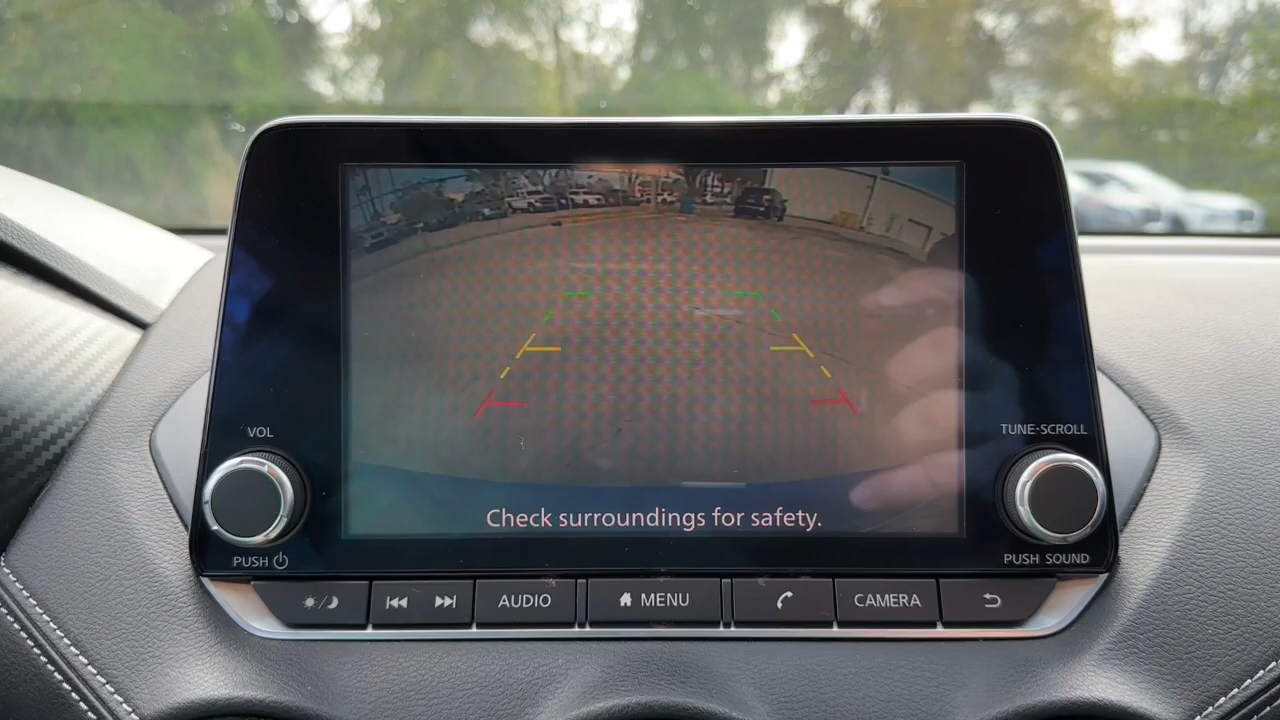 VOL
TUNE·SCROLL
Check surroundings for safety.
PUSH
PUSH SOUND
AUDIO
MENU
CAMERA